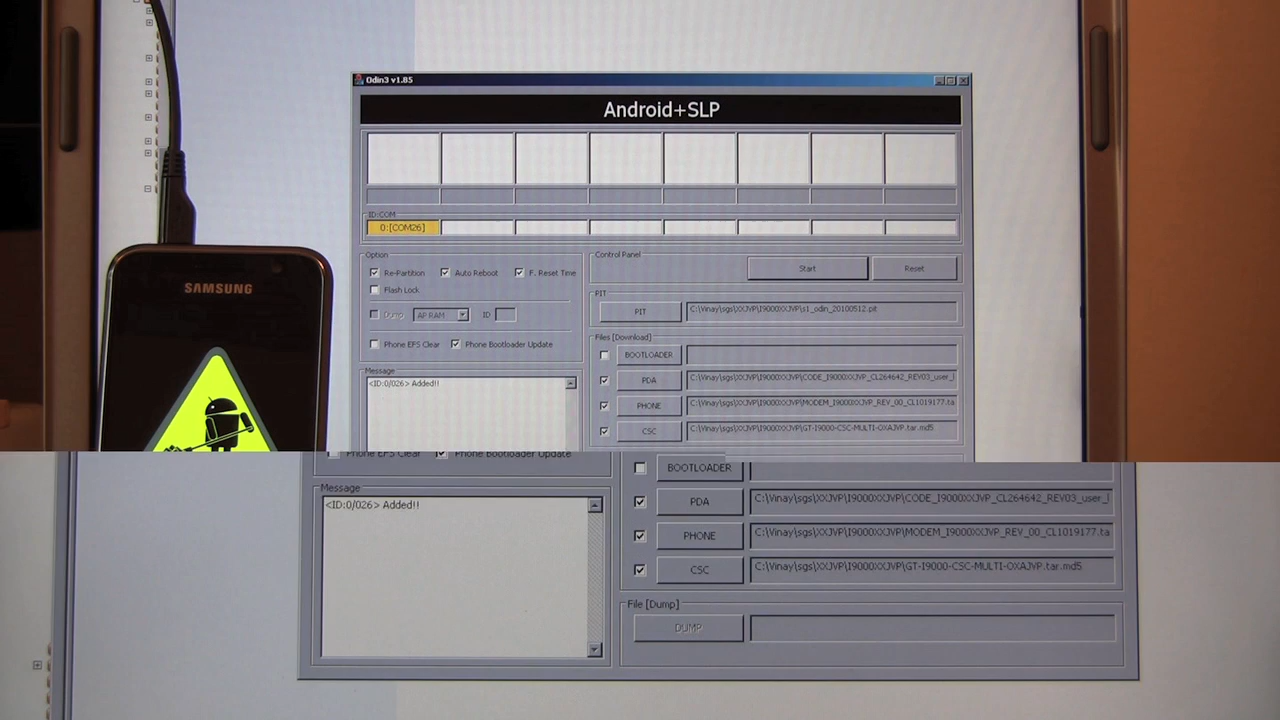 Odin3 v1.85
Android+SLP
ID:COM
0:[COM26]
Option
Re-Partition Auto Reboot F. Reset Time
Flash Lock
Dump AP RAM ID
Phone EFS Clear Phone Bootloader Update
Message
<ID:0/026> Added!!
Control Panel
Start Reset
PIT
PIT C:\Vinay\sgs\XXJVP\I9000XXJVP\s1_odin_20100512.pit
Files [Download]
BOOTLOADER
PDA C:\Vinay\sgs\XXJVP\I9000XXJVP\CODE_I9000XXJVP_CL264642_REV03_user_l
PHONE C:\Vinay\sgs\XXJVP\I9000XXJVP\MODEM_I9000XXJVP_REV_00_CL1019177.ta
CSC C:\Vinay\sgs\XXJVP\I9000XXJVP\GT-I9000-CSC-MULTI-OXAJVP.tar.md5
SAMSUNG
Phone EFS Clear Phone Bootloader Update
Message
<ID:0/026> Added!!
BOOTLOADER
PDA C:\Vinay\sgs\XXJVP\I9000XXJVP\CODE_I9000XXJVP_CL264642_REV03_user_l
PHONE C:\Vinay\sgs\XXJVP\I9000XXJVP\MODEM_I9000XXJVP_REV_00_CL1019177.ta
CSC C:\Vinay\sgs\XXJVP\I9000XXJVP\GT-I9000-CSC-MULTI-OXAJVP.tar.md5
File [Dump]
DUMP